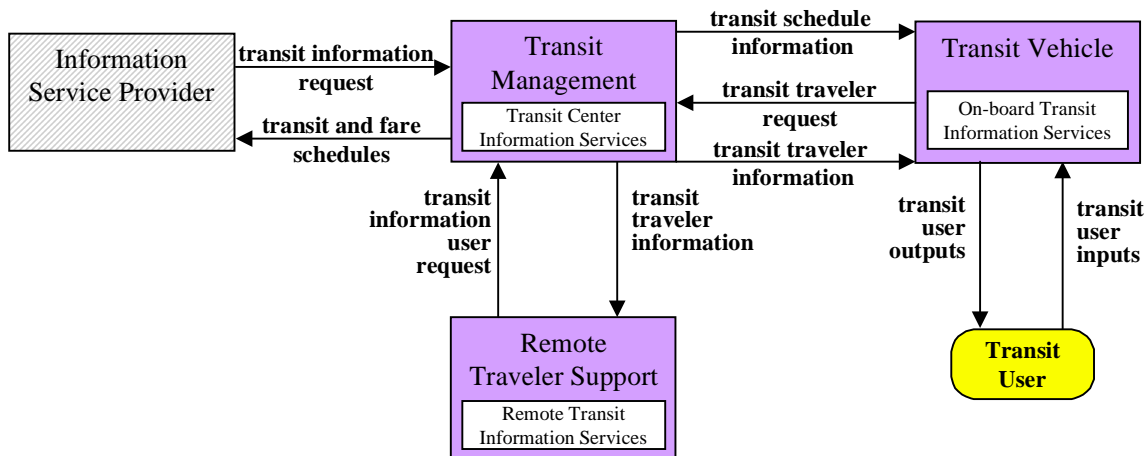 Information
Service Provider
transit information
request
transit and fare
schedules
Transit
Management
Transit Center
Information Services
transit schedule
information
transit traveler
request
transit traveler
information
Transit Vehicle
On-board Transit
Information Services
transit
information
user
request
transit
traveler
information
transit
user
outputs
transit
user
inputs
Remote
Traveler Support
Remote Transit
Information Services
Transit
User